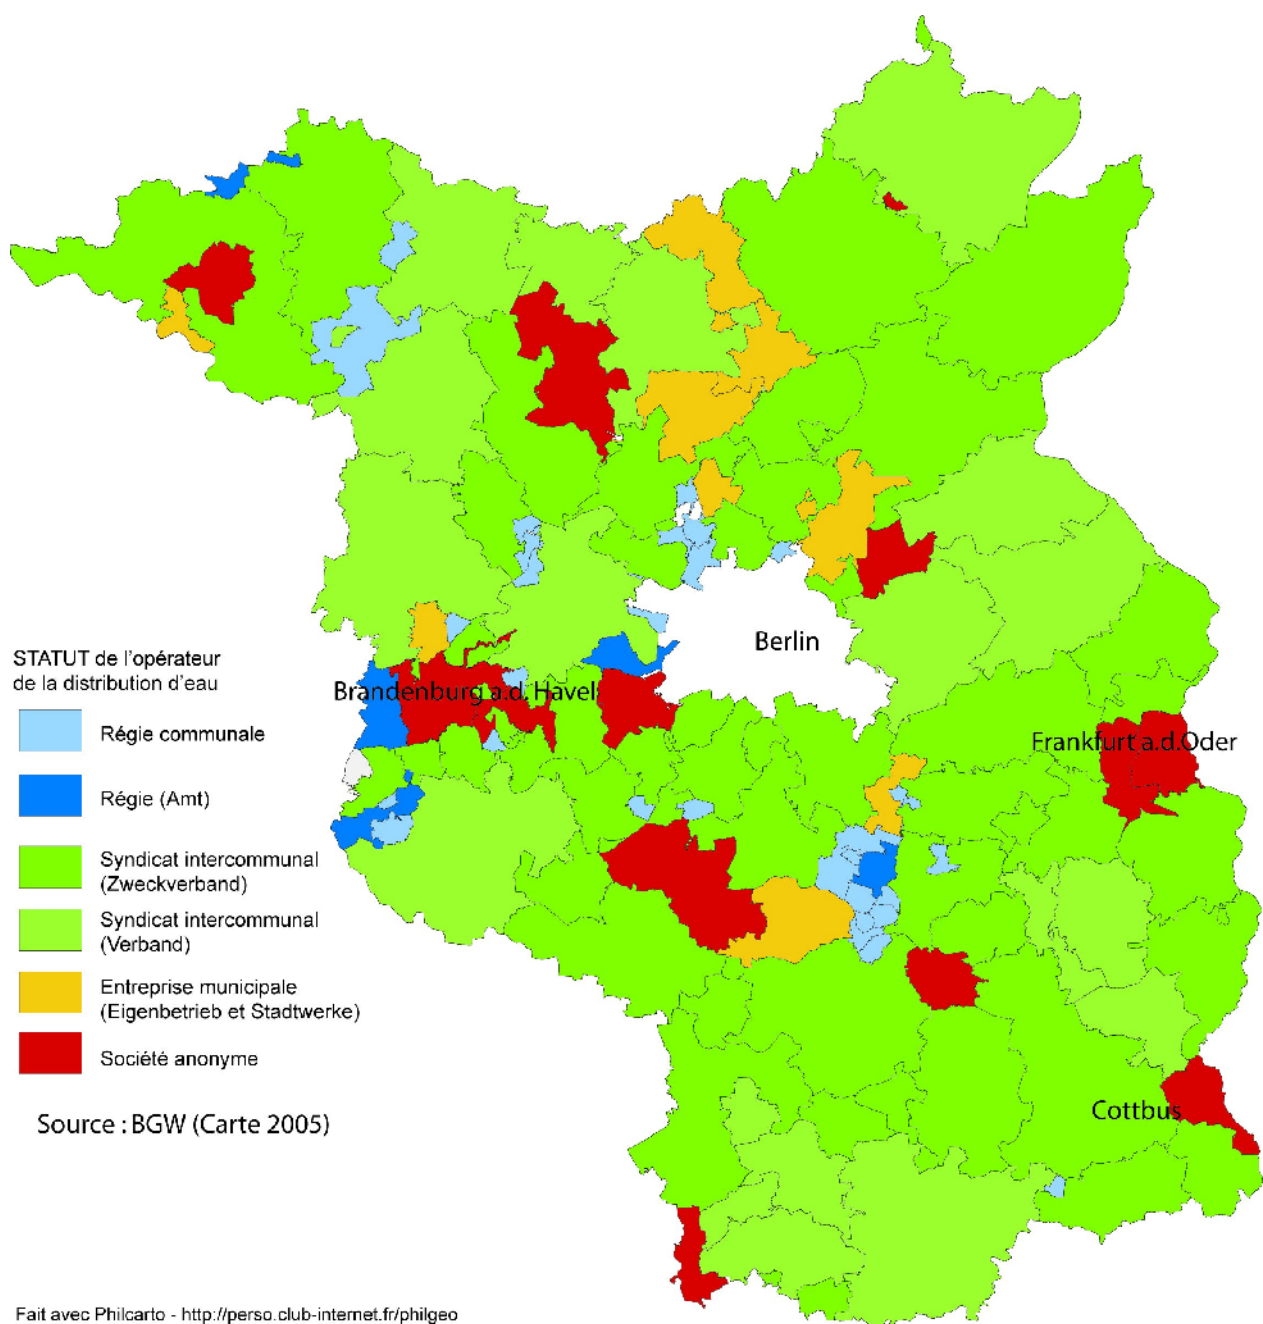 Berlin
STATUT de l'opérateur
de la distribution d'eau
Brandenburg a.d. Havel
Régie communale
Frankfurt a.d.Oder
Régie (Amt)
Syndicat intercommunal
(Zweckverband)
Syndicat intercommunal
(Verband)
Entreprise municipale
(Eigenbetrieb et Stadtwerke)
Société anonyme
Cottbus
Source : BGW (Carte 2005)
Fait avec Philcarto - http://perso.club-internet.fr/philgeo